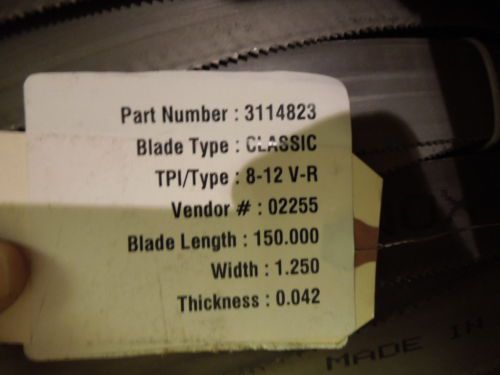 Part Number : 3114823
Blade Type : CLASSIC
TPI/Type : 8-12 V-R
Vendor # : 02255
Blade Length : 150.000
Width : 1.250
Thickness : 0.042
MADE IN